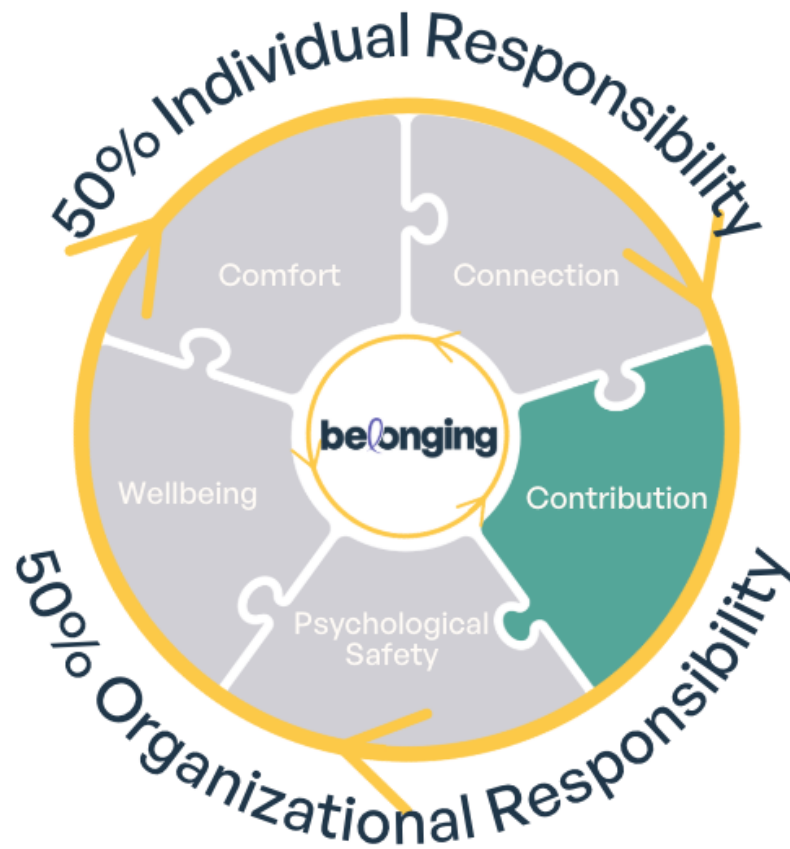 50% Individual Responsibility
Comfort
Connection
belonging
Wellbeing
Contribution
Psychological
Safety
50% Organizational Responsibility